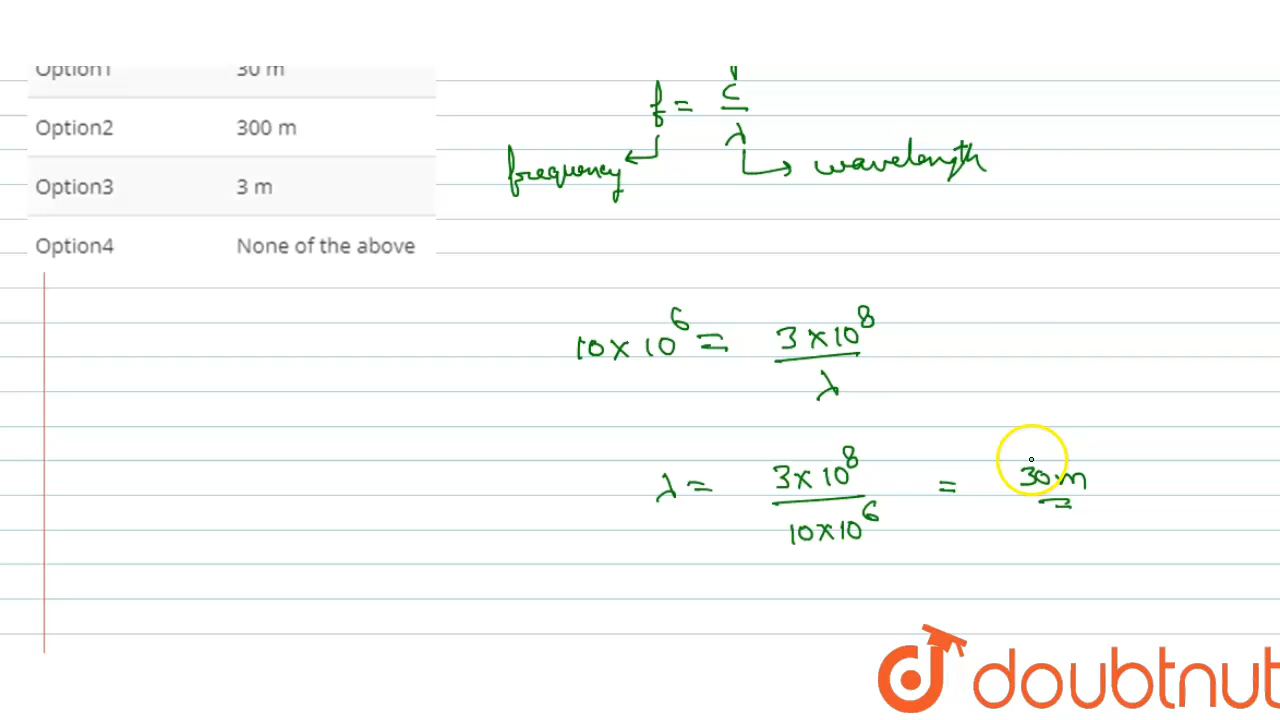 Option1 30 m
Option2 300 m
Option3 3 m
Option4 None of the above
f = c/λ
frequency
wavelength
10 x 10^6 = 3 x 10^8/λ
λ = 3 x 10^8/10 x 10^6 = 30 m
doubtnut